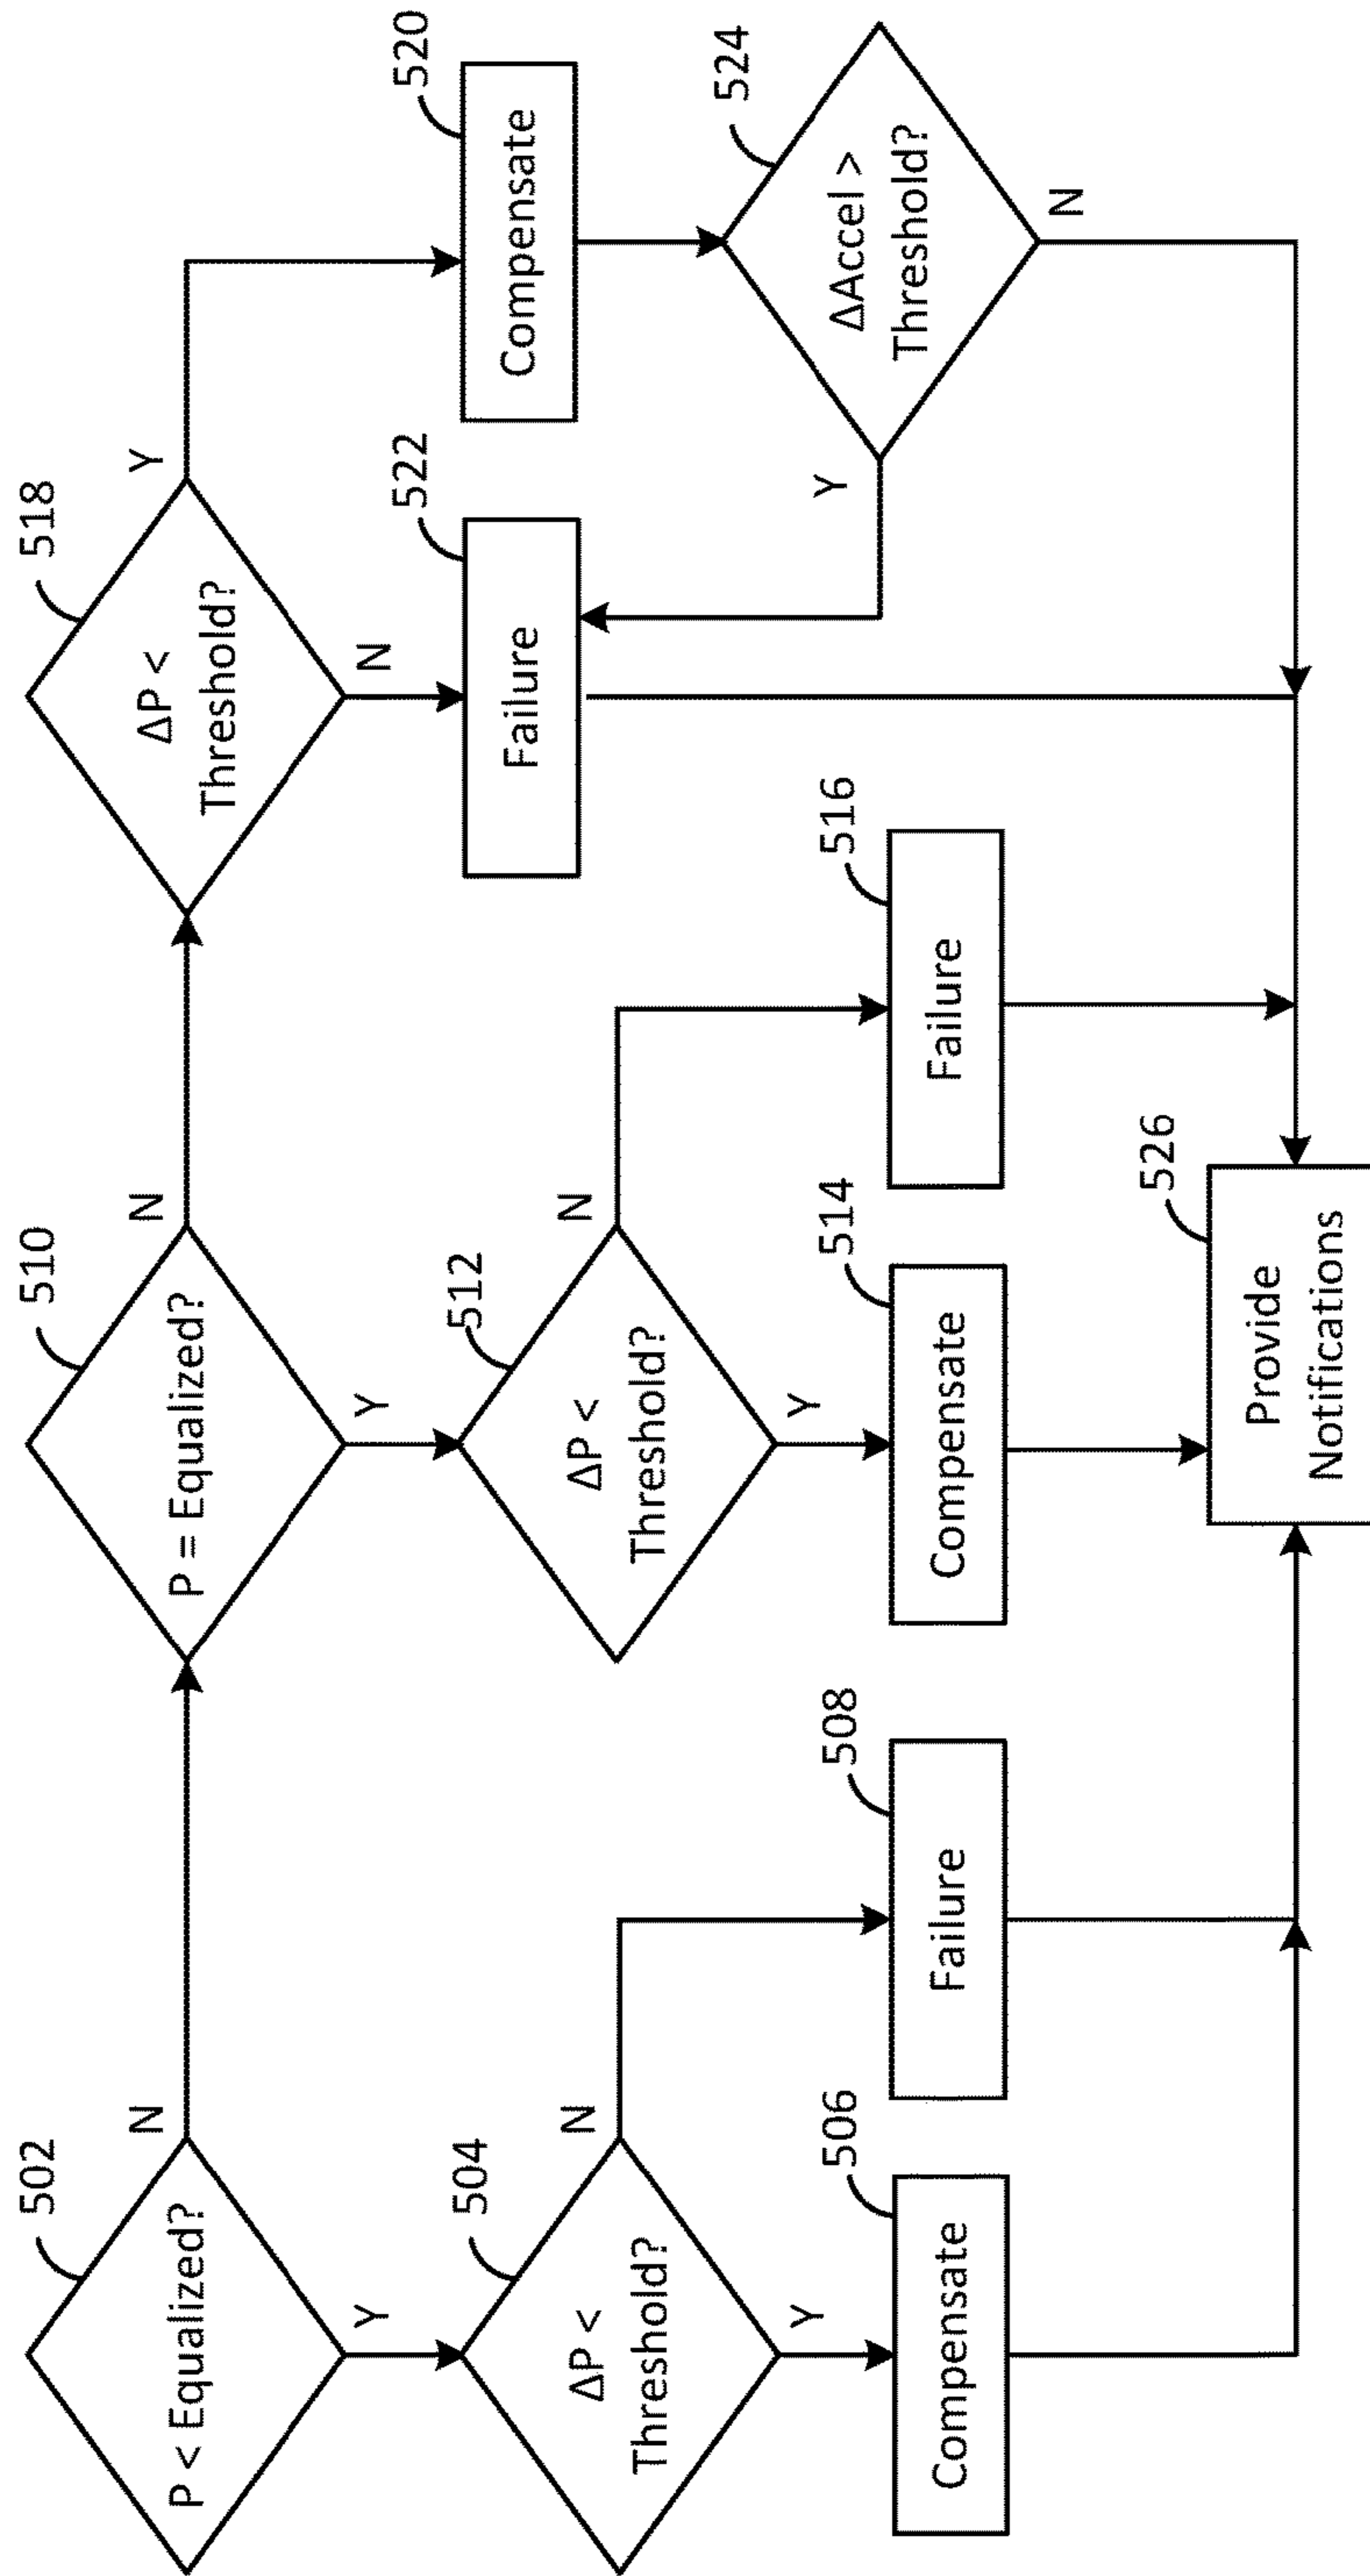 502
P < Equalized?
N
Y
504
ΔP <
Threshold?
N
Y
506
Compensate
508
Failure
510
P = Equalized?
N
Y
512
ΔP <
Threshold?
N
Y
514
Compensate
516
Failure
518
ΔP <
Threshold?
Y
N
520
Compensate
522
Failure
524
ΔAccel >
Threshold?
Y
N
526
Provide
Notifications